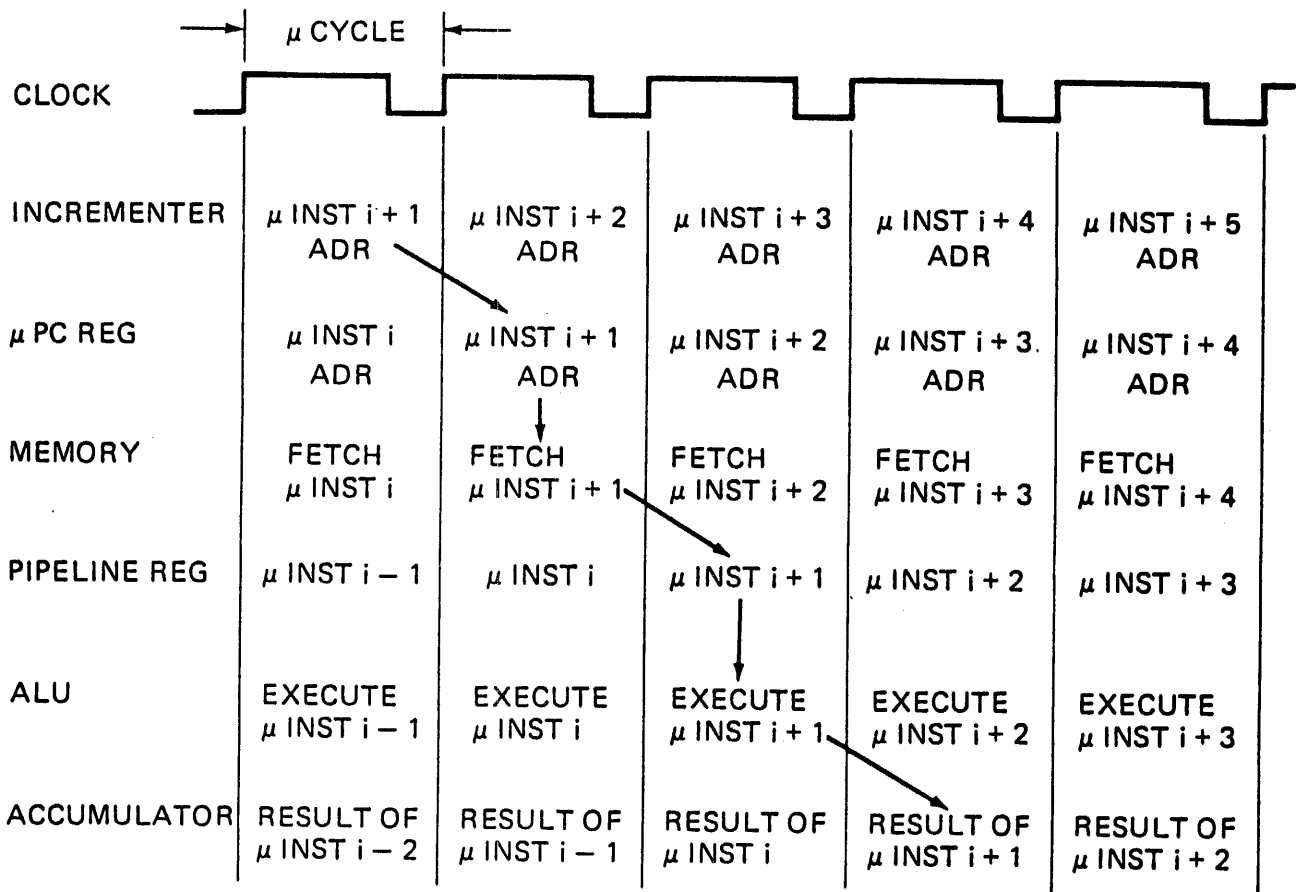 μ CYCLE
CLOCK
INCREMENTER μ INST i + 1 μ INST i + 2 μ INST i + 3 μ INST i + 4 μ INST i + 5
ADR ADR ADR ADR ADR
μ PC REG μ INST i μ INST i + 1 μ INST i + 2 μ INST i + 3. μ INST i + 4
ADR ADR ADR ADR ADR
MEMORY FETCH FETCH FETCH FETCH FETCH
μ INST i μ INST i + 1 μ INST i + 2 μ INST i + 3 μ INST i + 4
PIPELINE REG μ INST i − 1 μ INST i μ INST i + 1 μ INST i + 2 μ INST i + 3
ALU EXECUTE EXECUTE EXECUTE EXECUTE EXECUTE
μ INST i − 1 μ INST i μ INST i + 1 μ INST i + 2 μ INST i + 3
ACCUMULATOR RESULT OF RESULT OF RESULT OF RESULT OF RESULT OF
μ INST i − 2 μ INST i − 1 μ INST i μ INST i + 1 μ INST i + 2